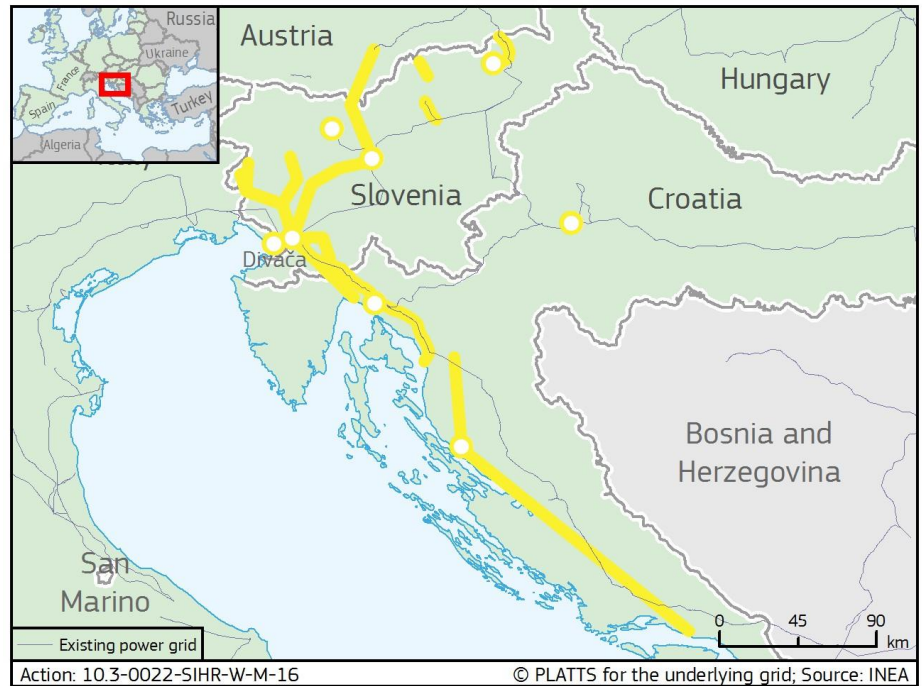 Russia
Ukraine
France
Spain
Turkey
Algeria
Austria
Hungary
Slovenia
Croatia
Divača
Bosnia and
Herzegovina
San
Marino
0 45 90
km
Existing power grid
Action: 10.3-0022-SIHR-W-M-16
© PLATTS for the underlying grid; Source: INEA